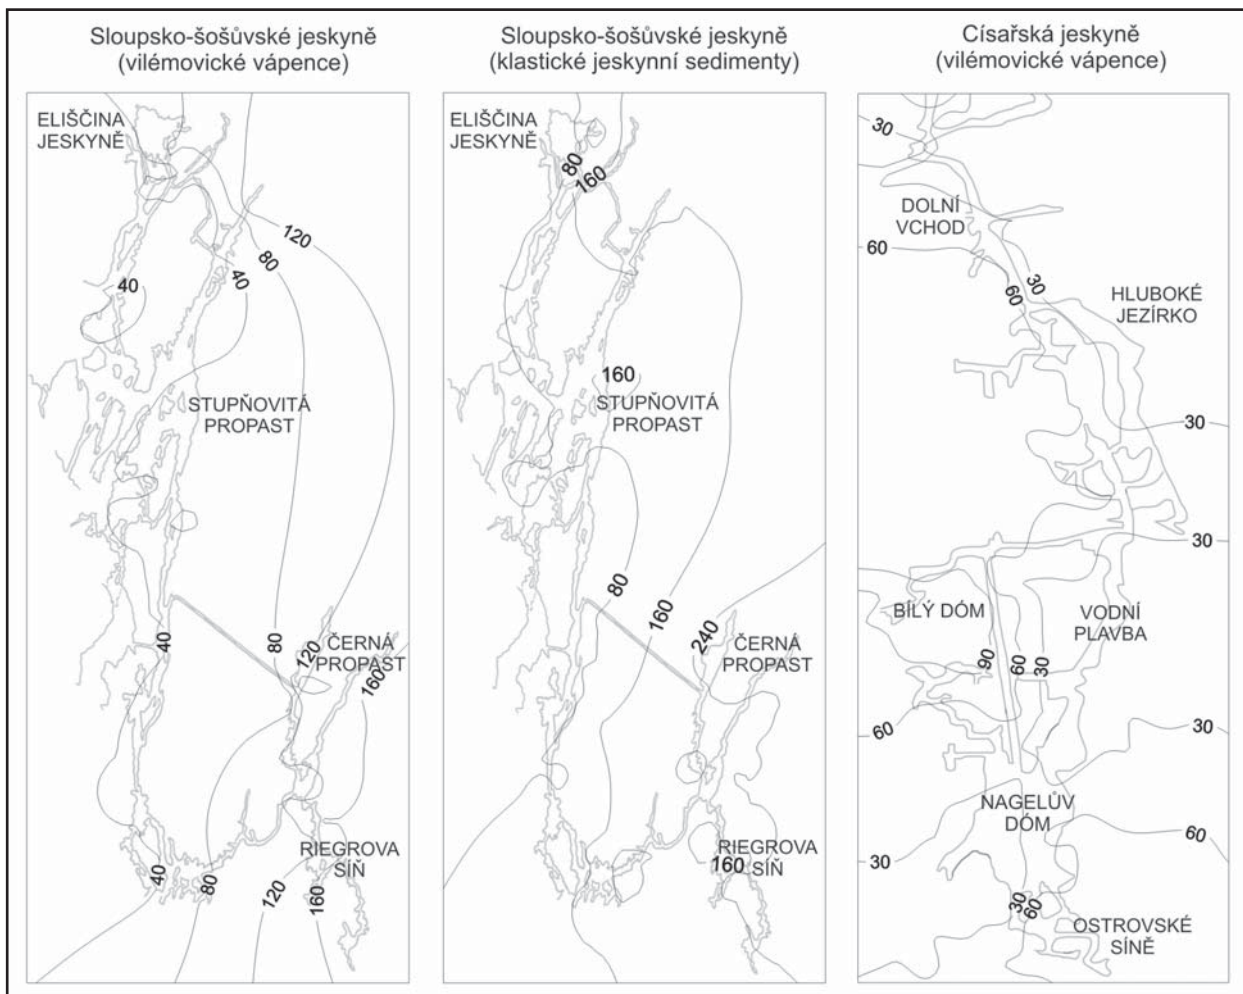 Sloupsko-šošůvské jeskyně
(vilémovické vápence)
ELIŠČINA
JESKYNĚ
120
80
40
40
STUPŇOVITÁ
PROPAST
40
80
120
ČERNÁ
PROPAST
160
RIEGROVA
SÍŇ
40
80
120
160
Sloupsko-šošůvské jeskyně
(klastické jeskynní sedimenty)
ELIŠČINA
JESKYNĚ
80
160
160
STUPŇOVITÁ
PROPAST
80
160
240
ČERNÁ
PROPAST
RIEGROVA
160 SÍŇ
Císařská jeskyně
(vilémovické vápence)
30
DOLNÍ
VCHOD
60
30
60
HLUBOKÉ
JEZÍRKO
30
30
BÍLÝ DÓM
VODNÍ
PLAVBA
90
60
30
60
30
NAGELŮV
DÓM
60
30
30
60
OSTROVSKÉ
SÍNĚ